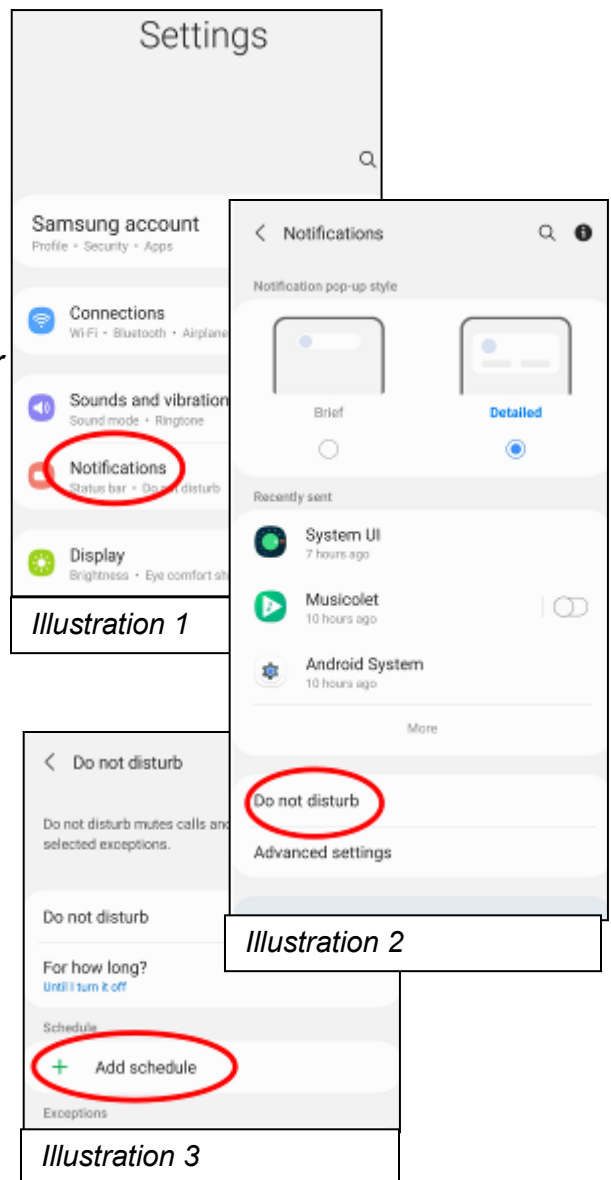 Settings
Samsung account
Profile • Security • Apps
Connections
Wi-Fi • Bluetooth • Airplane
Sounds and vibration
Sound mode • Ringtone
Notifications
Status bar • Do not disturb
Display
Brightness • Eye comfort sh
Illustration 1
Notifications
Notification pop-up style
Brief
Detailed
Recently sent
System UI
7 hours ago
Musicolet
10 hours ago
Android System
10 hours ago
More
Do not disturb
Advanced settings
Illustration 2
Do not disturb
Do not disturb mutes calls and
selected exceptions.
Do not disturb
For how long?
Until I turn it off
Schedule
+ Add schedule
Exceptions
Illustration 3